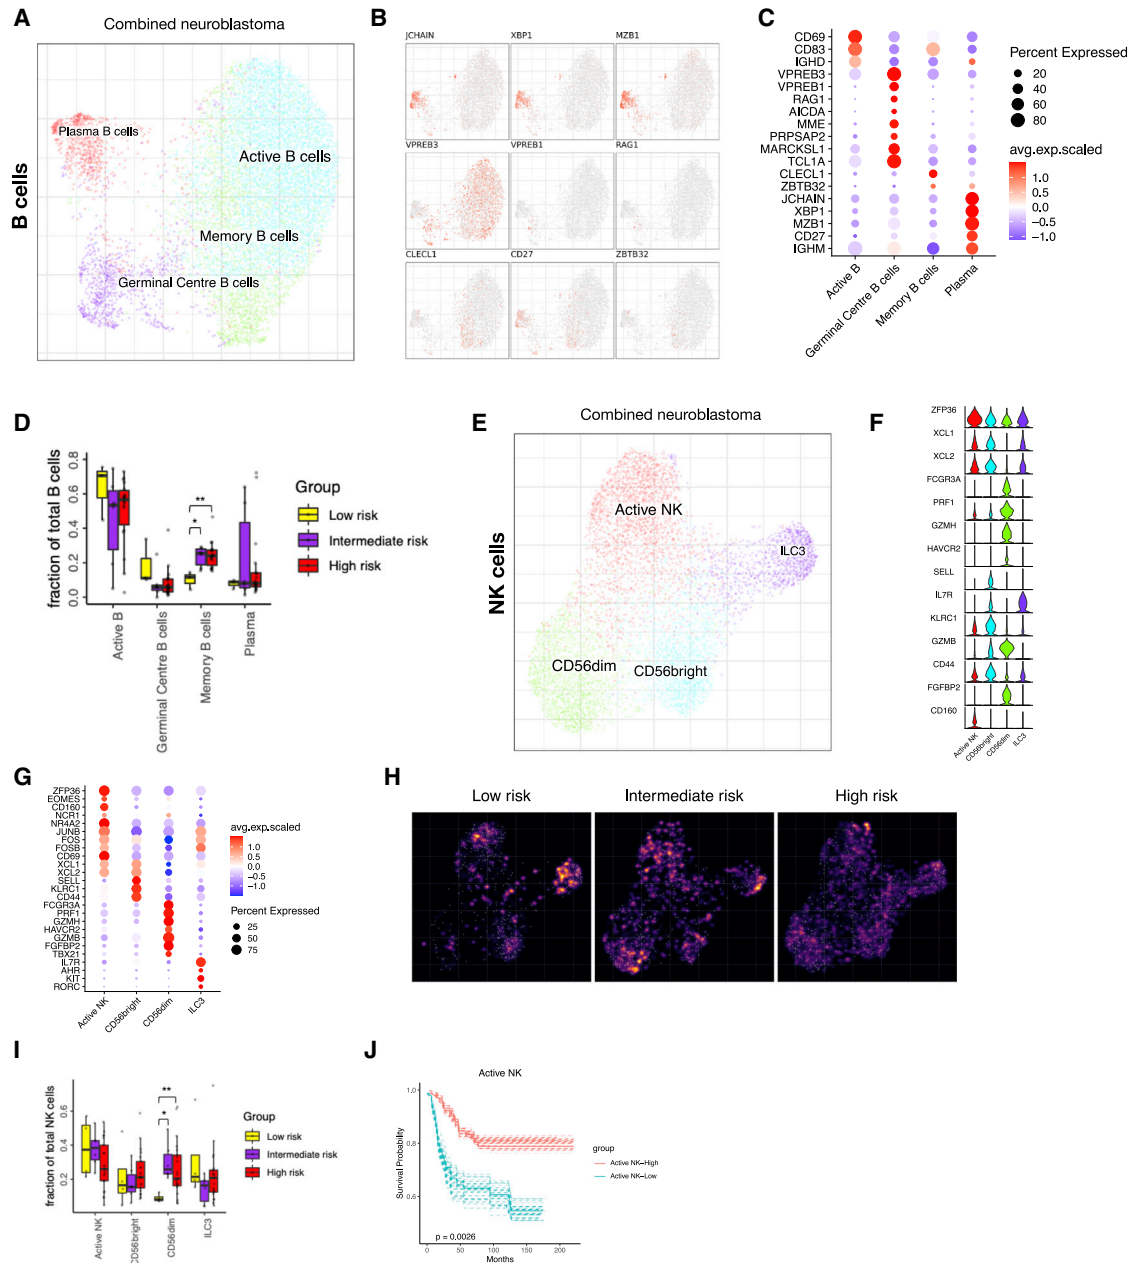 A
Combined neuroblastoma
B cells
Plasma B cells
Active B cells
Memory B cells
Germinal Centre B cells
B
JCHAIN
XBP1
MZB1
VPREB3
VPREB1
RAG1
CLECL1
CD27
ZBTB32
C
CD69
CD83
IGHD
VPREB3
VPREB1
RAG1
AICDA
MME
PRPSAP2
MARCKSL1
TCL1A
CLECL1
ZBTB32
JCHAIN
XBP1
MZB1
CD27
IGHM
Active B
Germinal Centre B cells
Memory B cells
Plasma
Percent Expressed
20
40
60
80
avg.exp.scaled
1.0
0.5
0.0
−0.5
−1.0
D
fraction of total B cells
0.8
0.6
0.4
0.2
0.0
*
**
Active B
Germinal Centre B cells
Memory B cells
Plasma
Group
Low risk
Intermediate risk
High risk
E
Combined neuroblastoma
NK cells
Active NK
ILC3
CD56dim
CD56bright
F
ZFP36
XCL1
XCL2
FCGR3A
PRF1
GZMH
HAVCR2
SELL
IL7R
KLRC1
GZMB
CD44
FGFBP2
CD160
Active NK
CD56bright
CD56dim
ILC3
G
ZFP36
EOMES
CD160
NCR1
NR4A2
JUNB
FOS
FOSB
CD69
XCL1
XCL2
SELL
KLRC1
CD44
FCGR3A
PRF1
GZMH
HAVCR2
GZMB
FGFBP2
TBX21
IL7R
AHR
KIT
RORC
Active NK
CD56bright
CD56dim
ILC3
avg.exp.scaled
1.0
0.5
0.0
−0.5
−1.0
Percent Expressed
25
50
75
H
Low risk
Intermediate risk
High risk
I
fraction of total NK cells
0.6
0.4
0.2
*
**
Active NK
CD56bright
CD56dim
ILC3
Group
Low risk
Intermediate risk
High risk
J
Active NK
Survival Probability
1.0
0.8
0.6
p = 0.0026
0
50
100
150
200
Months
group
Active NK−High
Active NK−Low